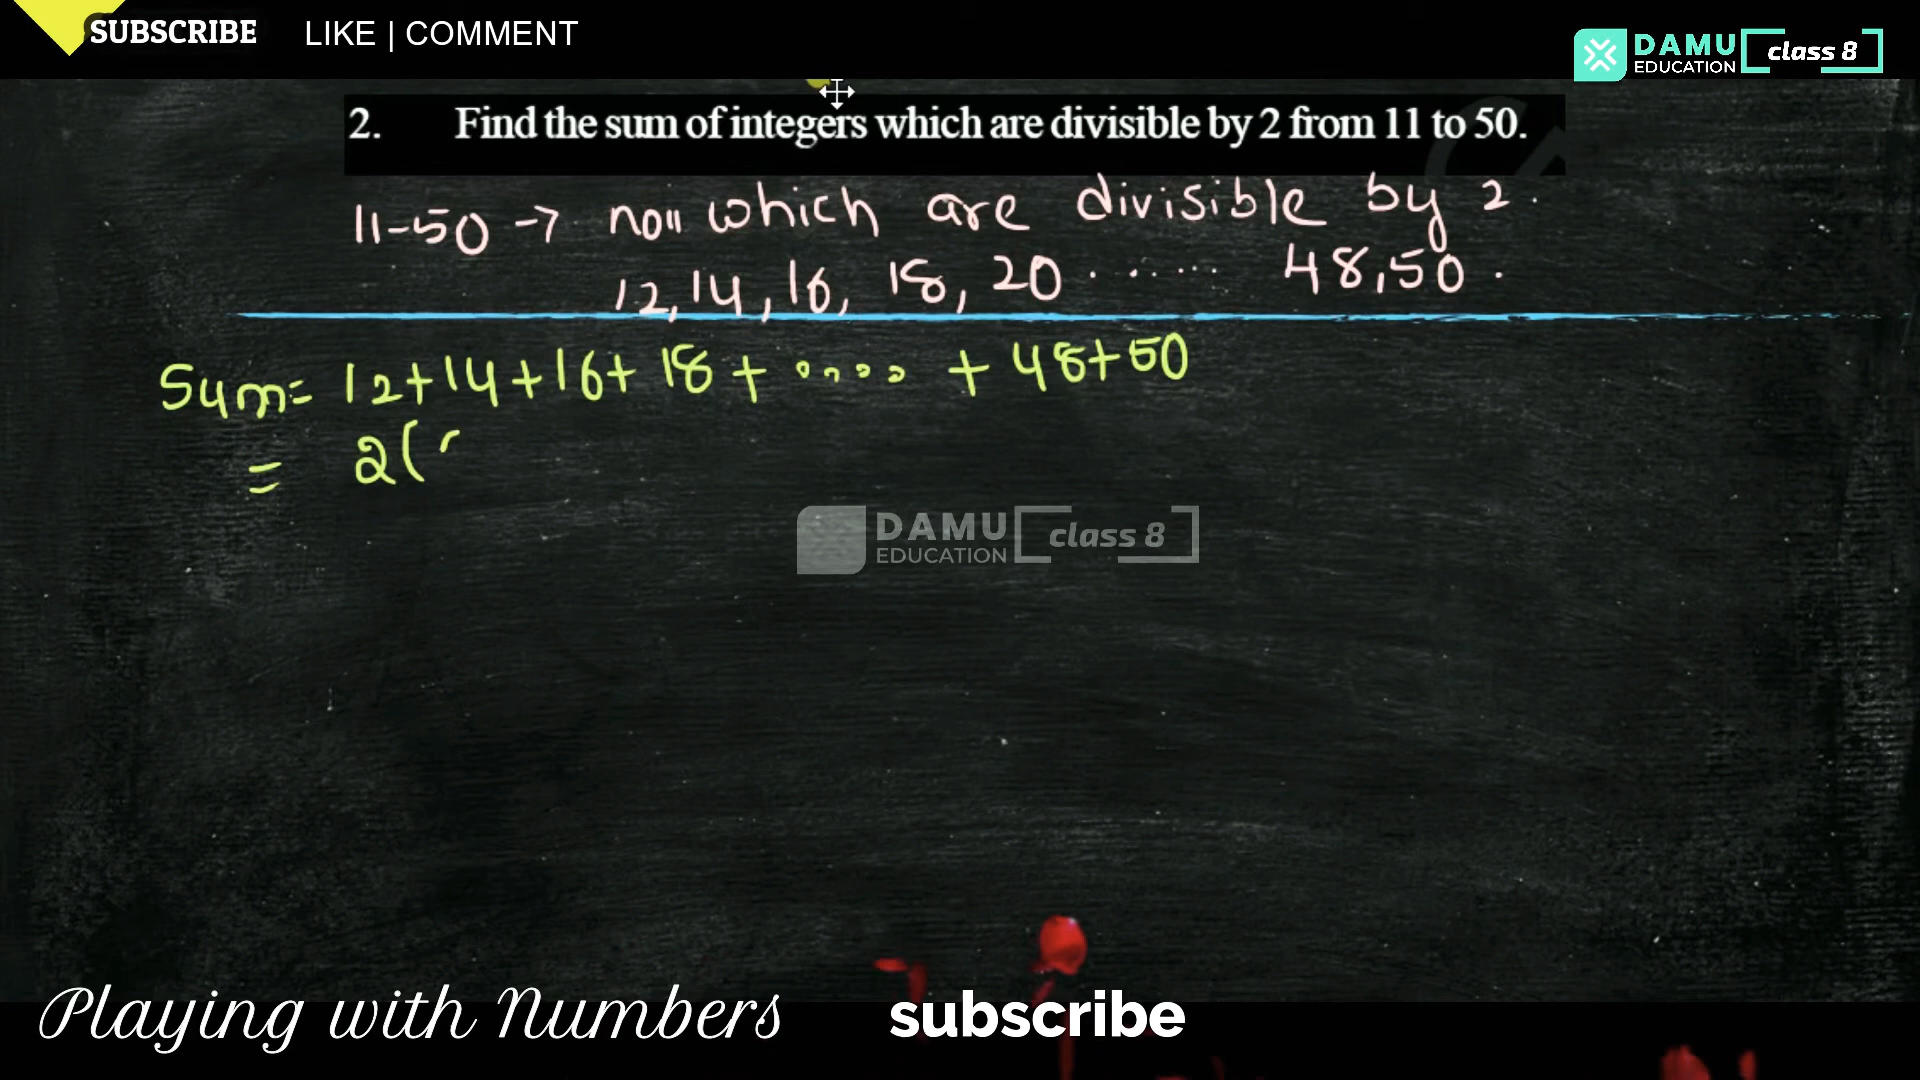 SUBSCRIBE LIKE | COMMENT
DAMU
EDUCATION
class 8
2. Find the sum of integers which are divisible by 2 from 11 to 50.
11-50 → no which are divisible by 2.
12, 14, 16, 18, 20 ....... 48, 50.
Sum = 12+14+16+18+ .... + 48+50
= 2(
DAMU
EDUCATION
class 8
Playing with Numbers subscribe